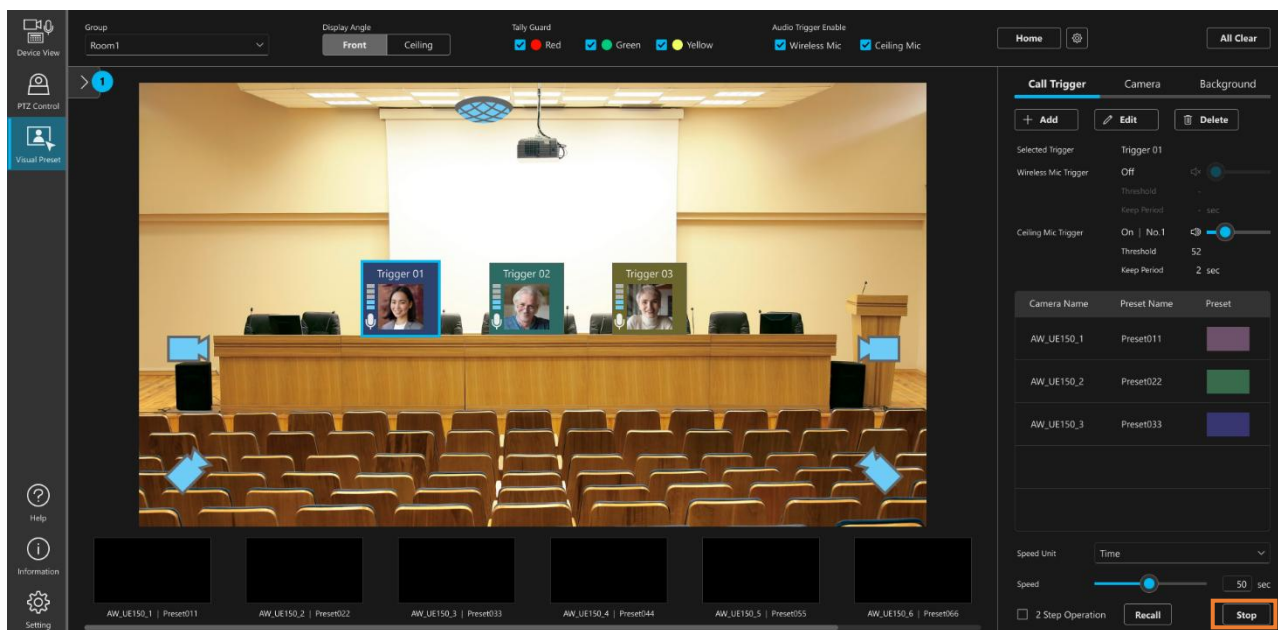 Device View
PTZ Control
Visual Preset
Help
Information
Setting
Group
Room1
Display Angle
Front Ceiling
Tally Guard
Red Green Yellow
Audio Trigger Enable
Wireless Mic Ceiling Mic
Home
All Clear
1
Trigger 01
Trigger 02
Trigger 03
AW_UE150_1 | Preset011
AW_UE150_2 | Preset022
AW_UE150_3 | Preset033
AW_UE150_4 | Preset044
AW_UE150_5 | Preset055
AW_UE150_6 | Preset066
Call Trigger Camera Background
+ Add Edit Delete
Selected Trigger Trigger 01
Wireless Mic Trigger Off
Threshold -
Keep Period - sec
Ceiling Mic Trigger On | No.1
Threshold 52
Keep Period 2 sec
Camera Name Preset Name Preset
AW_UE150_1 Preset011
AW_UE150_2 Preset022
AW_UE150_3 Preset033
Speed Unit Time
Speed 50 sec
2 Step Operation Recall Stop